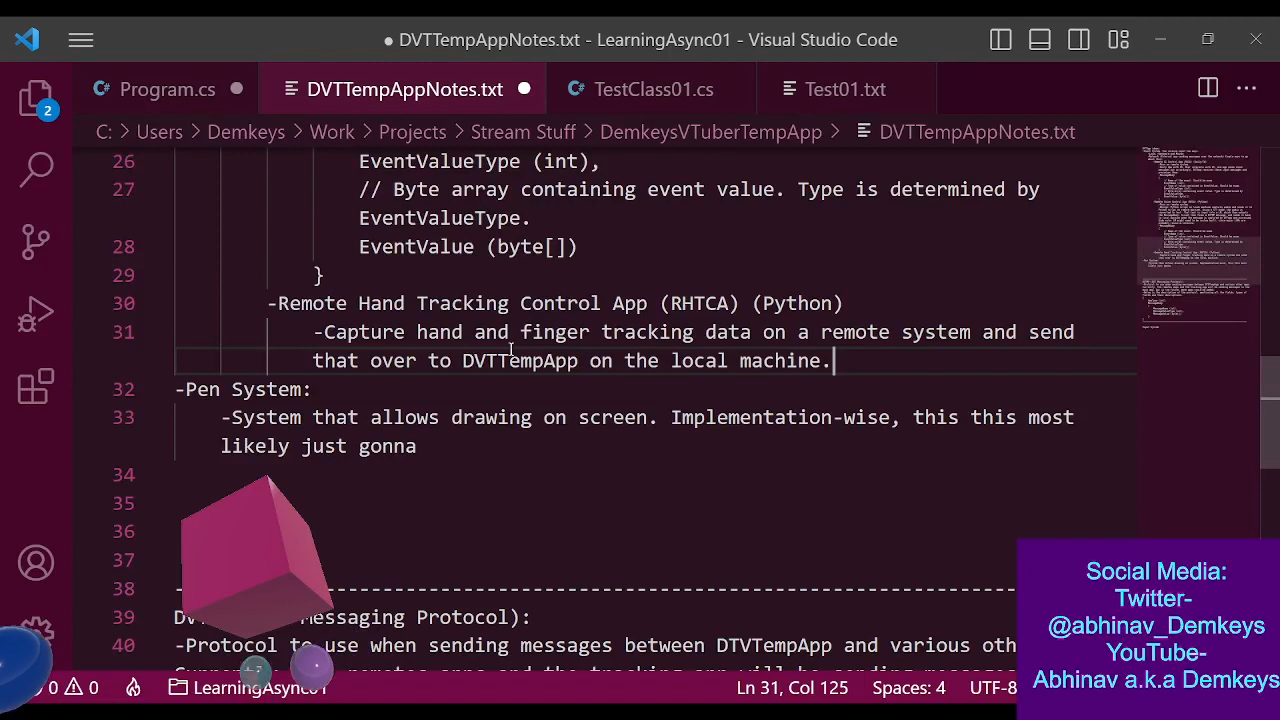 DVTTempAppNotes.txt - LearningAsync01 - Visual Studio Code
Program.cs
DVTTempAppNotes.txt
TestClass01.cs
Test01.txt
C: > Users > Demkeys > Work > Projects > Stream Stuff > DemkeysVTuberTempApp > DVTTempAppNotes.txt
2
26 EventValueType (int),
27 // Byte array containing event value. Type is determined by
EventValueType.
28 EventValue (byte[])
29 }
30 -Remote Hand Tracking Control App (RHTCA) (Python)
31 -Capture hand and finger tracking data on a remote system and send
that over to DVTTempApp on the local machine.
32 -Pen System:
33 -System that allows drawing on screen. Implementation-wise, this this most
likely just gonna
34
35
36
37
38
39 Messaging Protocol):
40 -Protocol to use when sending messages between DTVTempApp and various
Social Media:
Twitter-
@abhinav_Demkeys
YouTube-
Abhinav a.k.a Demkeys
0 0 LearningAsync01 Ln 31, Col 125 Spaces: 4 UTF-8